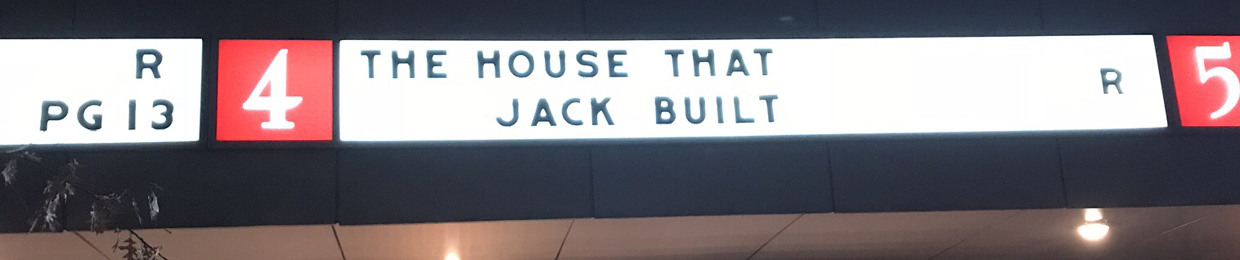 R
PG 13
4
THE HOUSE THAT
JACK BUILT
R
5